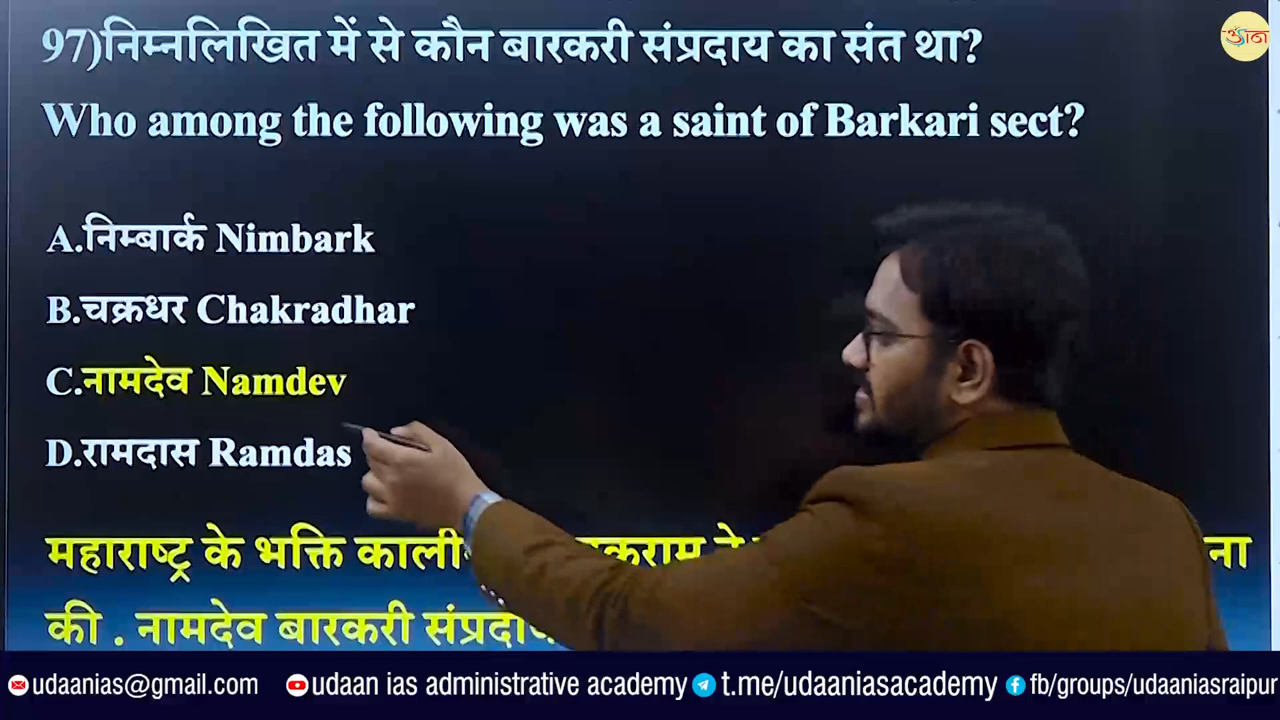 उड़ान
97)निम्नलिखित में से कौन बारकरी संप्रदाय का संत था?
Who among the following was a saint of Barkari sect?
A.निम्बार्क Nimbark
B.चक्रधर Chakradhar
C.नामदेव Namdev
D.रामदास Ramdas
महाराष्ट्र के भक्ति
की . नामदेव बारकरी
udaanias@gmail.com udaan ias administrative academy t.me/udaaniasacademy fb/groups/udaaniasraipur